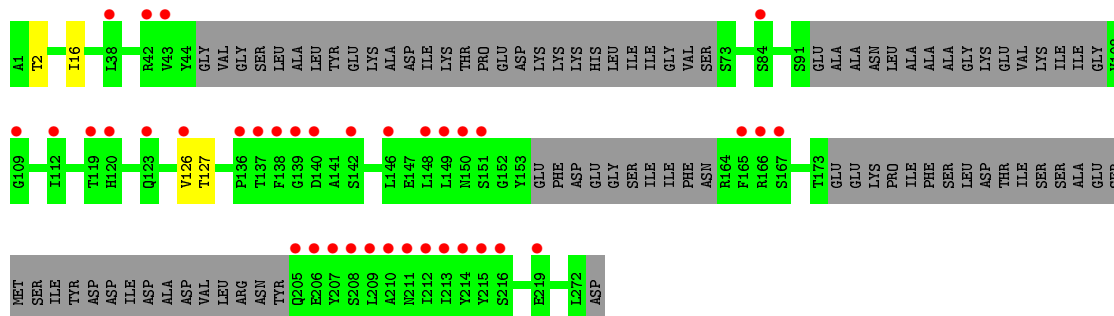 A1 T2 I16 L38 R42 V43 Y44 GLY VAL GLY SER LEU ALA LEU TYR GLU LYS ALA ASP ILE LYS THR PRO GLU ASP LYS LYS LYS HIS LEU ILE ILE GLY VAL SER S73 S84 S91 GLU ALA ALA ASN LEU ALA ALA ALA GLY LYS GLU VAL LYS ILE ILE GLY
G109 I112 T119 H120 Q123 V126 T127 P136 T137 F138 G139 D140 A141 S142 L146 E147 L148 L149 N150 S151 G152 Y153 GLU PHE ASP GLU GLY SER ILE ILE PHE ASN R164 F165 R166 S167 T173 GLU GLU LYS PRO ILE PHE SER LEU ASP THR ILE SER SER ALA GLU SER
MET SER ILE TYR ASP ASP ILE ASP ALA ASP VAL LEU ARG ASN TYR Q205 E206 Y207 S208 L209 A210 N211 I212 I213 Y214 Y215 S216 E219 L272 ASP